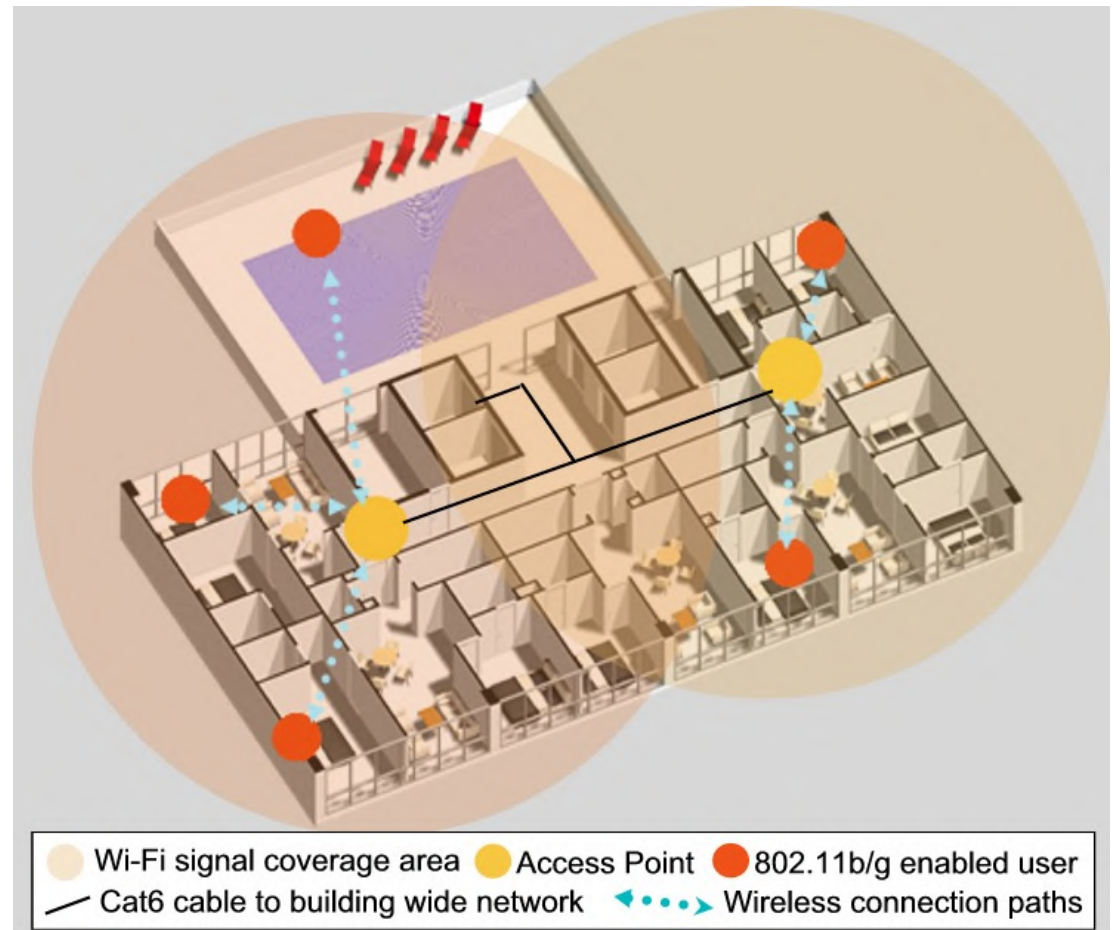 Wi-Fi signal coverage area Access Point 802.11b/g enabled user
Cat6 cable to building wide network Wireless connection paths